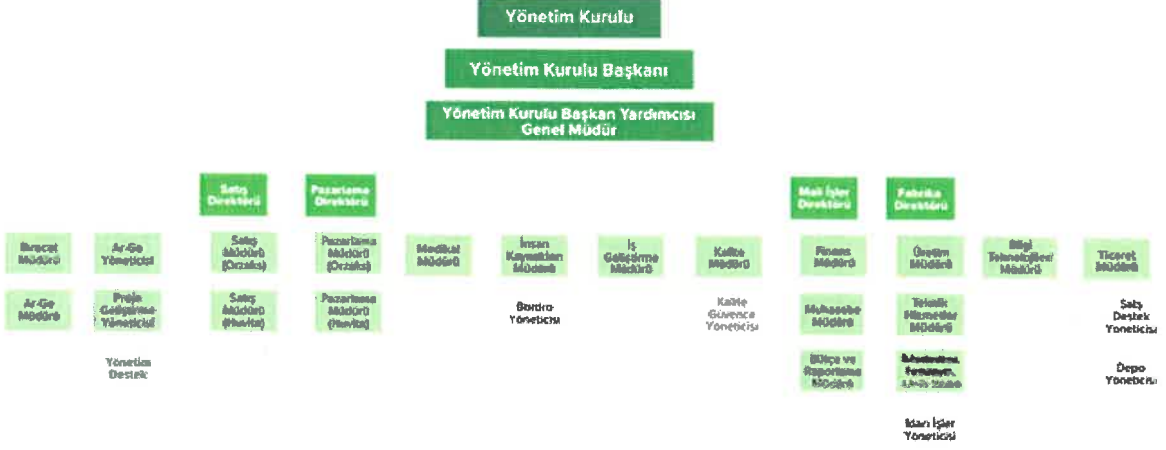 Yönetim Kurulu
Yönetim Kurulu Başkanı
Yönetim Kurulu Başkan Yardımcısı
Genel Müdür
Satış
Direktörü
Pazarlama
Direktörü
Mali İşler
Direktörü
Fabrika
Direktörü
İhracat
Müdürü
Ar-Ge
Yöneticisi
Satış
Müdürü
(Orzaks)
Pazarlama
Müdürü
(Orzaks)
Medikal
Müdürü
İnsan
Kaynakları
Müdürü
İş
Geliştirme
Müdürü
Kalite
Müdürü
Finans
Müdürü
Üretim
Müdürü
Bilgi
Teknolojileri
Müdürü
Ticaret
Müdürü
Ar-Ge
Müdürü
Proje
Geliştirme
Yöneticisi
Satış
Müdürü
(Nuvita)
Pazarlama
Müdürü
(Nuvita)
Bordro
Yöneticisi
Kalite
Güvence
Yöneticisi
Muhasebe
Müdürü
Teknik
Hizmetler
Müdürü
Satış
Destek
Yöneticisi
Yönetim
Destek
Bütçe ve
Raporlama
Müdürü
Depo
Yöneticisi
İdari İşler
Yöneticisi